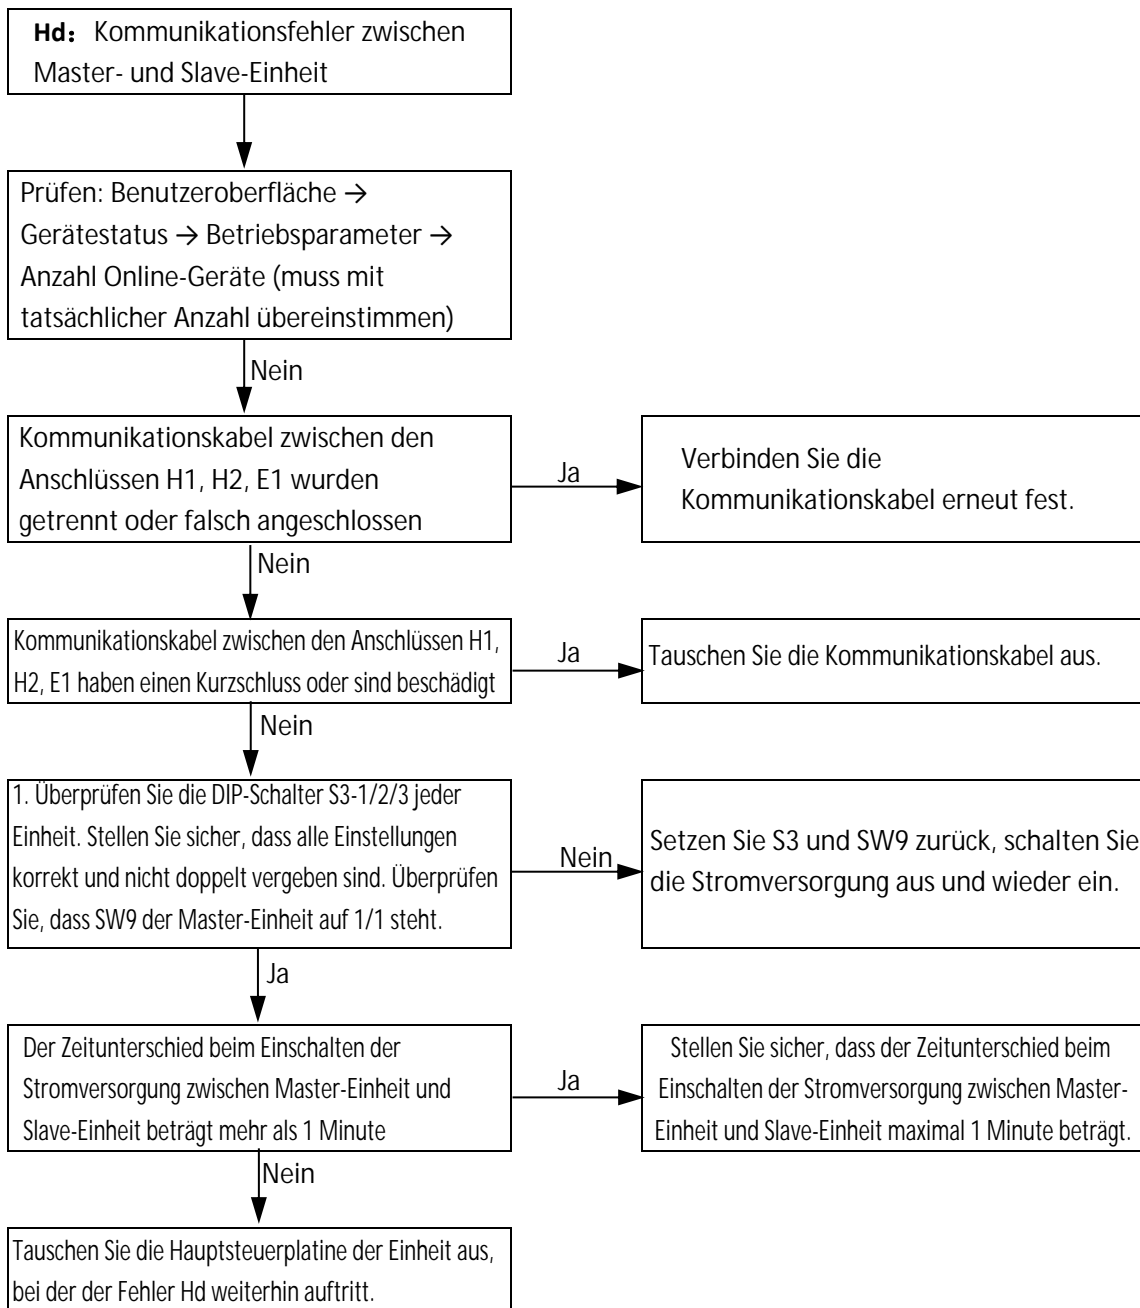 Hd: Kommunikationsfehler zwischen
Master- und Slave-Einheit
Prüfen: Benutzeroberfläche →
Gerätestatus → Betriebsparameter →
Anzahl Online-Geräte (muss mit
tatsächlicher Anzahl übereinstimmen)
Nein
Kommunikationskabel zwischen den
Anschlüssen H1, H2, E1 wurden
getrennt oder falsch angeschlossen
Ja
Verbinden Sie die
Kommunikationskabel erneut fest.
Nein
Kommunikationskabel zwischen den Anschlüssen H1,
H2, E1 haben einen Kurzschluss oder sind beschädigt
Ja
Tauschen Sie die Kommunikationskabel aus.
Nein
1. Überprüfen Sie die DIP-Schalter S3-1/2/3 jeder
Einheit. Stellen Sie sicher, dass alle Einstellungen
korrekt und nicht doppelt vergeben sind. Überprüfen
Sie, dass SW9 der Master-Einheit auf 1/1 steht.
Nein
Setzen Sie S3 und SW9 zurück, schalten Sie
die Stromversorgung aus und wieder ein.
Ja
Der Zeitunterschied beim Einschalten der
Stromversorgung zwischen Master-Einheit und
Slave-Einheit beträgt mehr als 1 Minute
Ja
Stellen Sie sicher, dass der Zeitunterschied beim
Einschalten der Stromversorgung zwischen Master-
Einheit und Slave-Einheit maximal 1 Minute beträgt.
Nein
Tauschen Sie die Hauptsteuerplatine der Einheit aus,
bei der der Fehler Hd weiterhin auftritt.